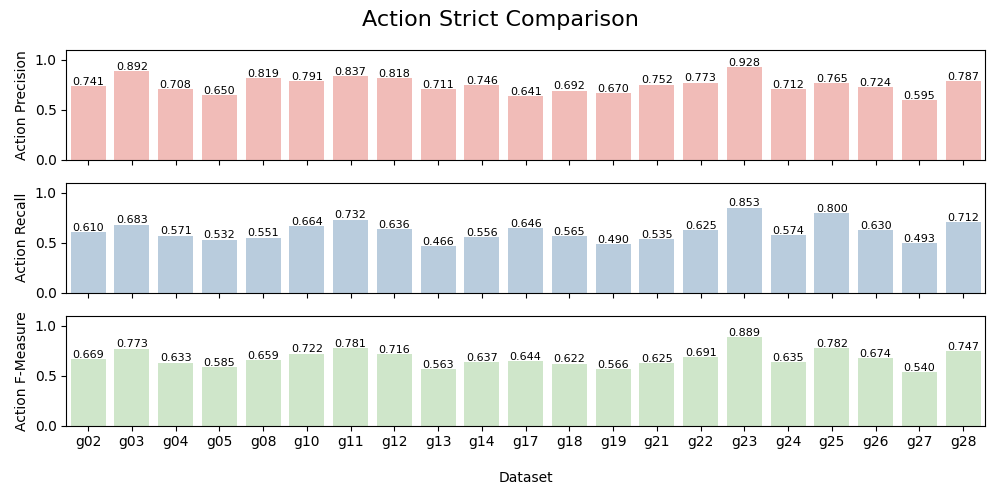 Action Strict Comparison
Action Precision
1.0
0.5
0.0
0.741 0.892 0.708 0.650 0.819 0.791 0.837 0.818 0.711 0.746 0.641 0.692 0.670 0.752 0.773 0.928 0.712 0.765 0.724 0.595 0.787
Action Recall
1.0
0.5
0.0
0.610 0.683 0.571 0.532 0.551 0.664 0.732 0.636 0.466 0.556 0.646 0.565 0.490 0.535 0.625 0.853 0.574 0.800 0.630 0.493 0.712
Action F-Measure
1.0
0.5
0.0
0.669 0.773 0.633 0.585 0.659 0.722 0.781 0.716 0.563 0.637 0.644 0.622 0.566 0.625 0.691 0.889 0.635 0.782 0.674 0.540 0.747
g02 g03 g04 g05 g08 g10 g11 g12 g13 g14 g17 g18 g19 g21 g22 g23 g24 g25 g26 g27 g28
Dataset